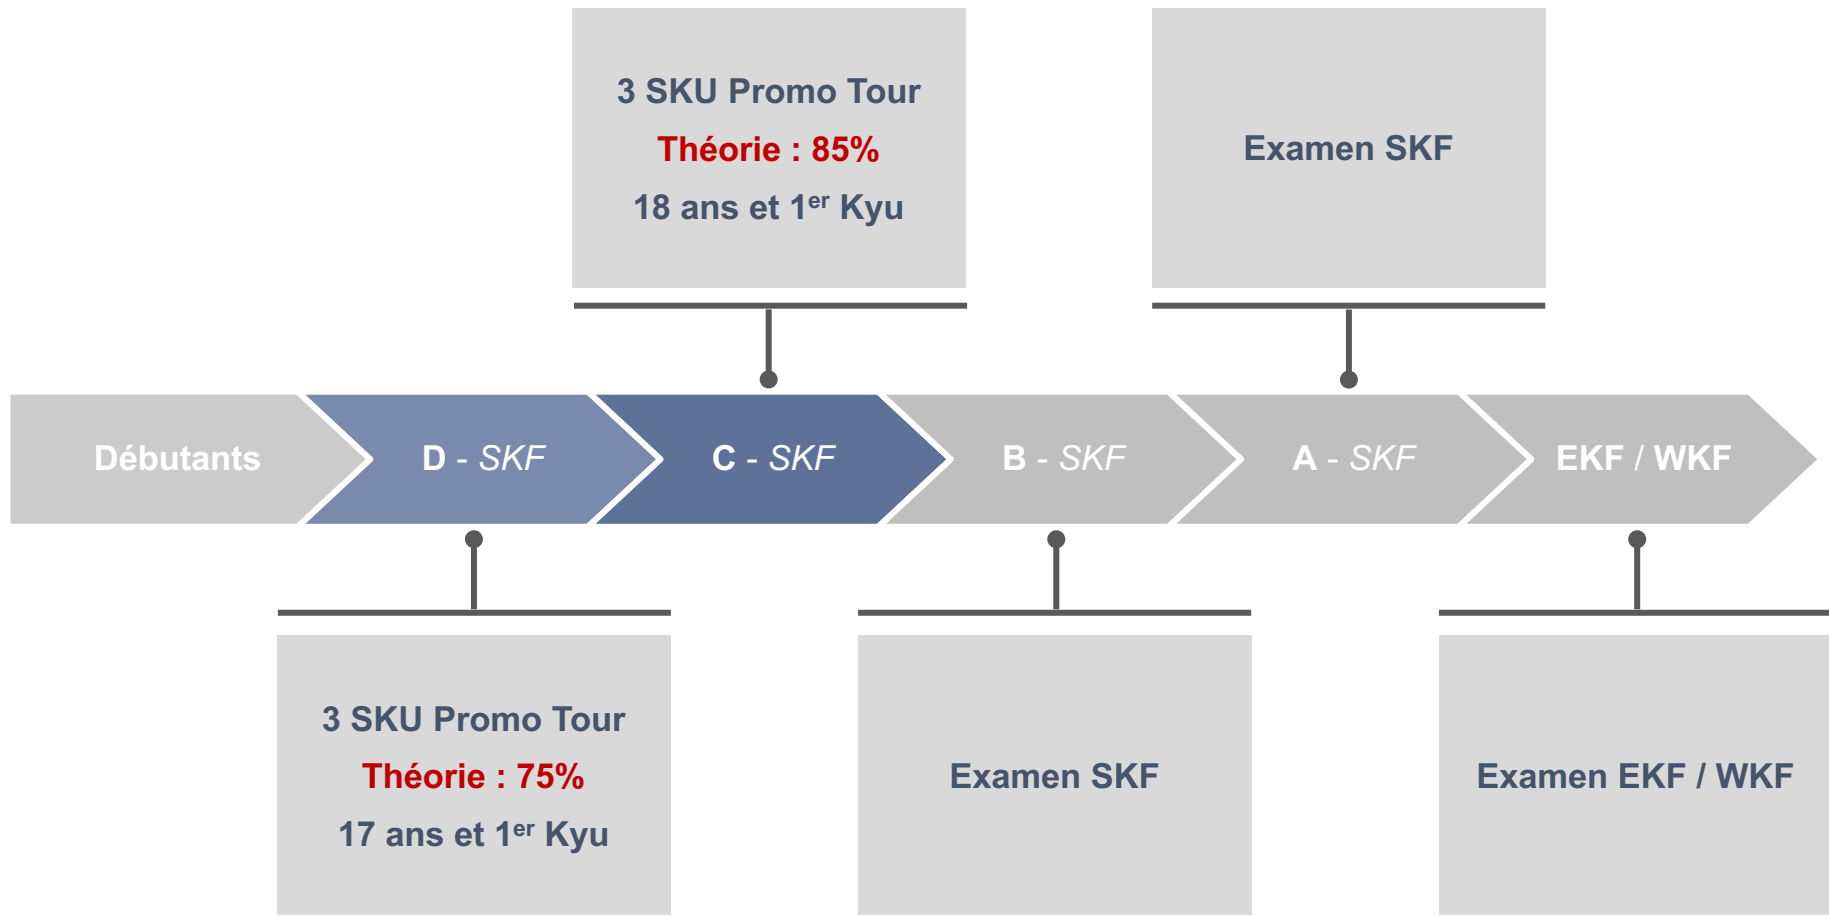 3 SKU Promo Tour
Théorie : 85%
18 ans et 1er Kyu
Examen SKF
Débutants
D - SKF
C - SKF
B - SKF
A - SKF
EKF / WKF
3 SKU Promo Tour
Théorie : 75%
17 ans et 1er Kyu
Examen SKF
Examen EKF / WKF